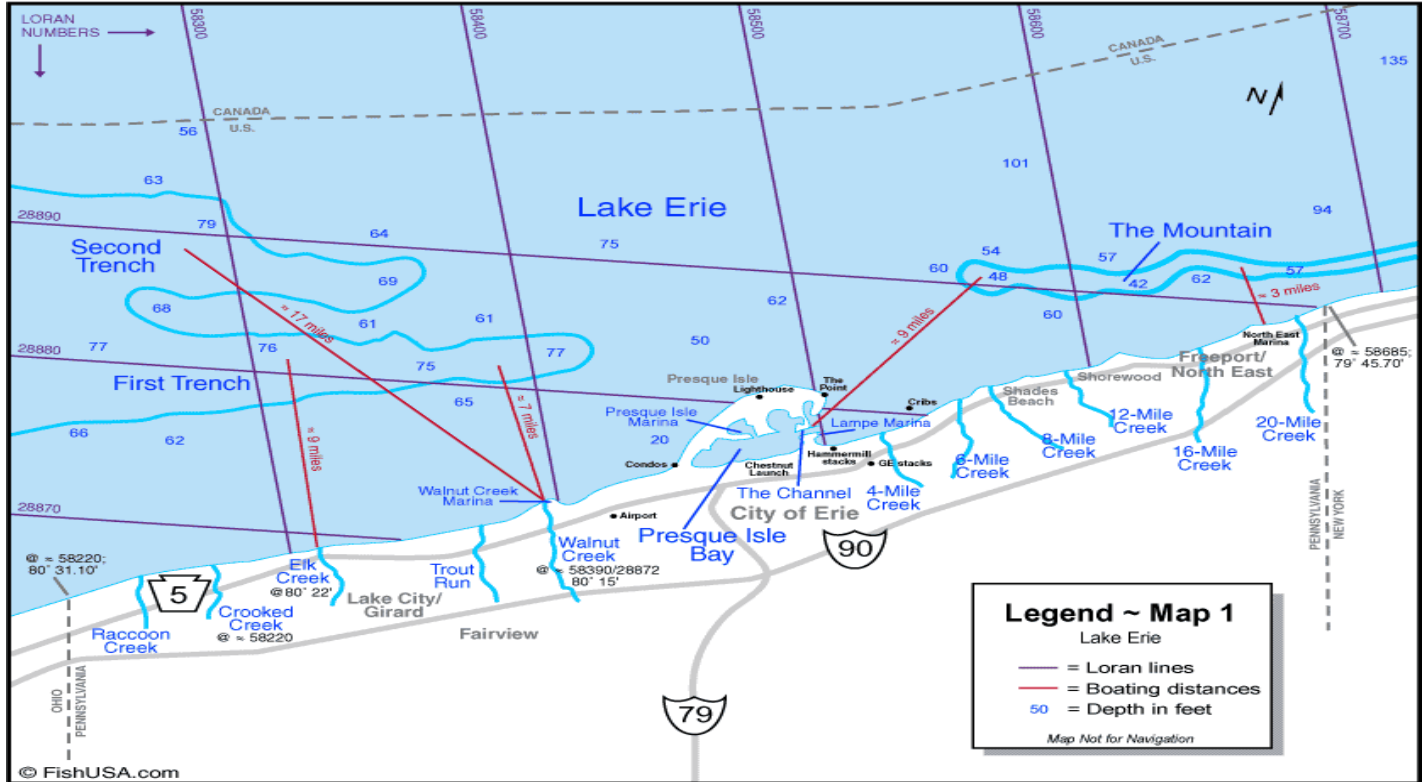 LORAN
NUMBERS
58300
58400
58500
58600
58700
CANADA
U.S.
CANADA
U.S.
135
N
56
63
101
28890
79
64
Lake Erie
75
94
The Mountain
Second
Trench
54
57
60
48
42
62
57
69
≈ 17 miles
≈ 3 miles
68
61
61
62
60
≈ 9 miles
North East
Marina
@ ≈ 58685;
79° 45.70'
28880
77
76
75
77
50
First Trench
Presque Isle
Lighthouse
The
Point
Freeport/
North East
Shorewood
Shades
Beach
65
≈ 7 miles
Presque Isle
Marina
Cribs
Lampe Marina
12-Mile
Creek
20-Mile
Creek
66
62
≈ 9 miles
20
8-Mile
Creek
16-Mile
Creek
Condos
Chestnut
Launch
Hammermill
stacks
GE stacks
6-Mile
Creek
Walnut Creek
Marina
The Channel
4-Mile
Creek
28870
Airport
City of Erie
Presque Isle
Bay
90
PENNSYLVANIA
NEW YORK
@ ≈ 58220;
80° 31.10'
Elk
Creek
@80° 22'
Trout
Run
Walnut
Creek
@ ≈ 58390/28872
80° 15'
5
Lake City/
Girard
Crooked
Creek
@ ≈ 58220
Raccoon
Creek
Fairview
OHIO
PENNSYLVANIA
79
Legend ~ Map 1
Lake Erie
= Loran lines
= Boating distances
50 = Depth in feet
Map Not for Navigation
© FishUSA.com